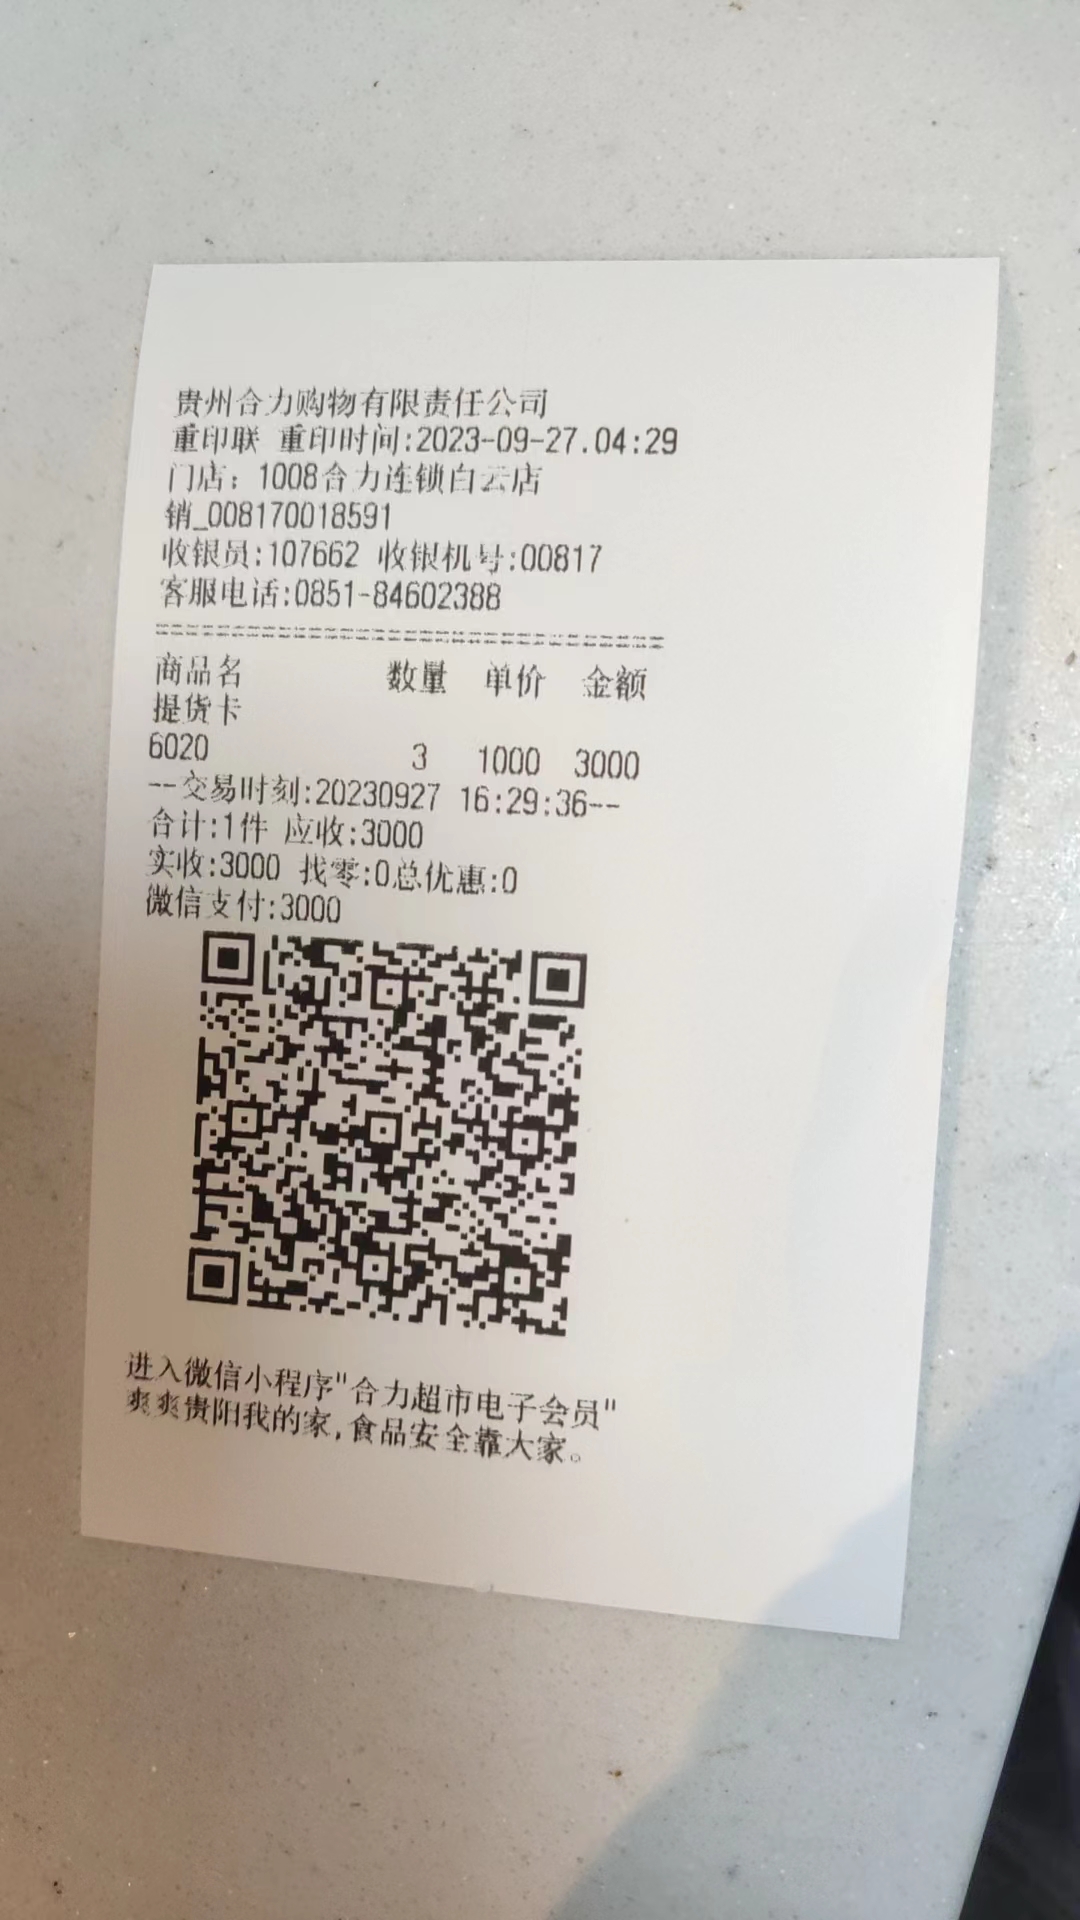 贵州合力购物有限责任公司
重印联 重印时间:2023-09-27.04:29
门店：1008合力连锁白云店
销_008170018591
收银员:107662 收银机号:00817
客服电话:0851-84602388
商品名 数量 单价 金额
提货卡
6020 3 1000 3000
--交易时刻:20230927 16:29:36--
合计:1件 应收:3000
实收:3000 找零:0总优惠:0
微信支付:3000
进入微信小程序"合力超市电子会员"
爽爽贵阳我的家,食品安全靠大家。